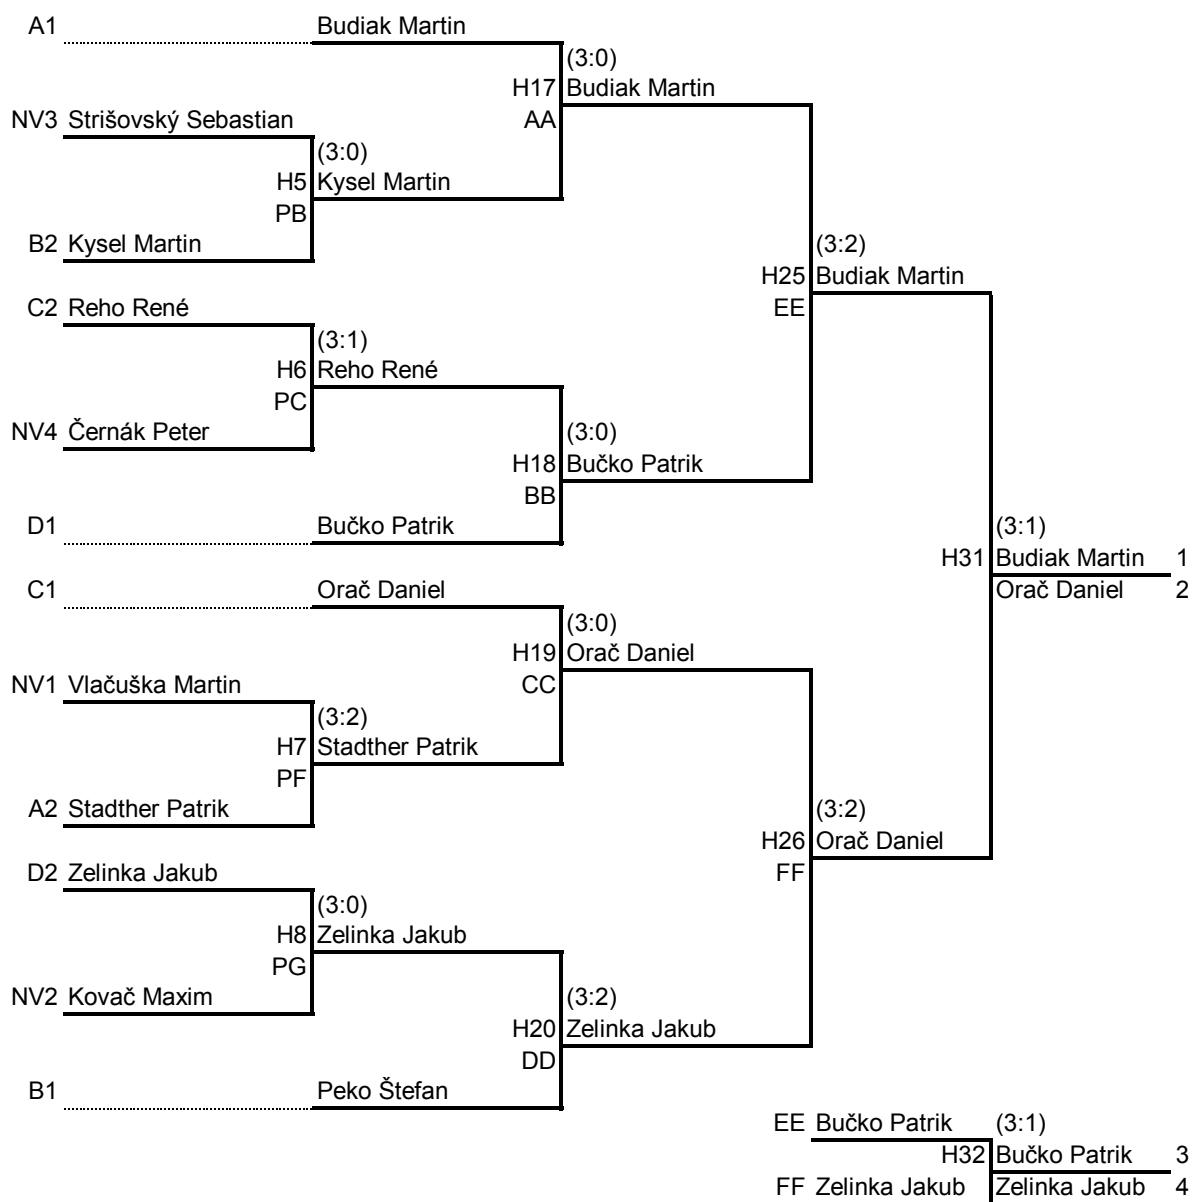 A1 Budiak Martin
(3:0)
H17 Budiak Martin
AA
NV3 Strišovský Sebastian
(3:0)
H5 Kysel Martin
PB
B2 Kysel Martin
(3:2)
H25 Budiak Martin
EE
C2 Reho René
(3:1)
H6 Reho René
PC
NV4 Černák Peter
(3:0)
H18 Bučko Patrik
BB
D1 Bučko Patrik
(3:1)
H31 Budiak Martin 1
Orač Daniel 2
C1 Orač Daniel
(3:0)
H19 Orač Daniel
CC
NV1 Vlačuška Martin
(3:2)
H7 Stadther Patrik
PF
A2 Stadther Patrik
(3:2)
H26 Orač Daniel
FF
D2 Zelinka Jakub
(3:0)
H8 Zelinka Jakub
PG
NV2 Kovač Maxim
(3:2)
H20 Zelinka Jakub
DD
B1 Peko Štefan
EE Bučko Patrik (3:1)
H32 Bučko Patrik 3
FF Zelinka Jakub Zelinka Jakub 4